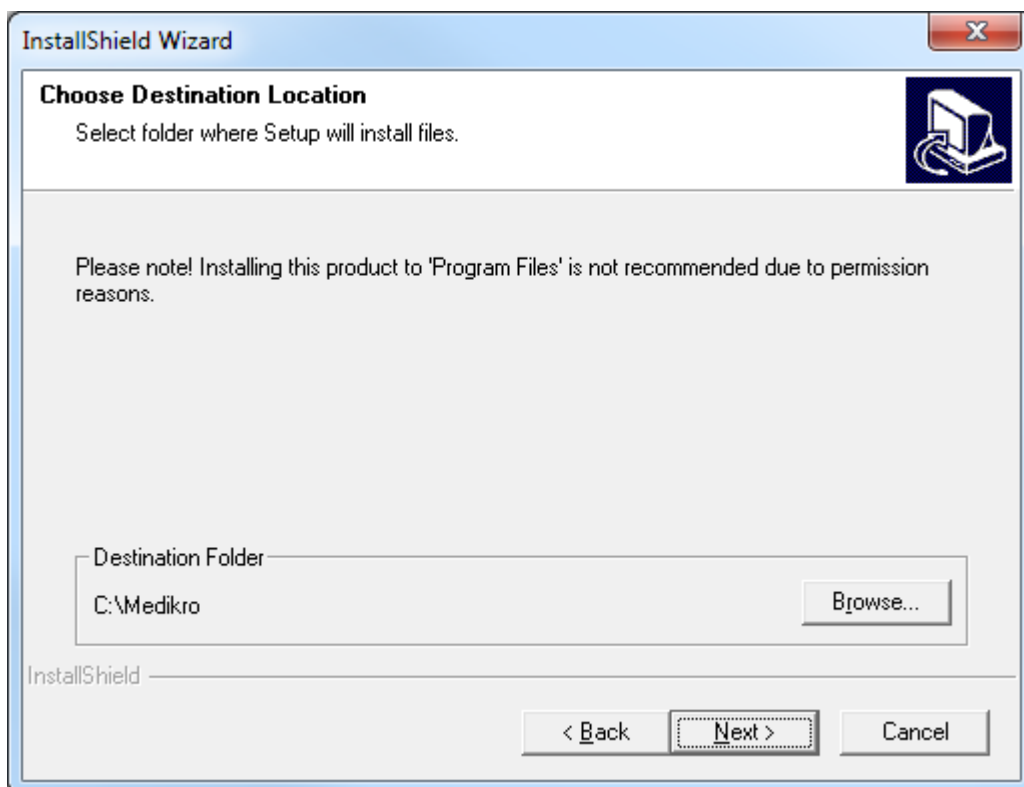 InstallShield Wizard
Choose Destination Location
Select folder where Setup will install files.
Please note! Installing this product to 'Program Files' is not recommended due to permission
reasons.
Destination Folder
C:\Medikro
Browse...
InstallShield
< Back
Next >
Cancel